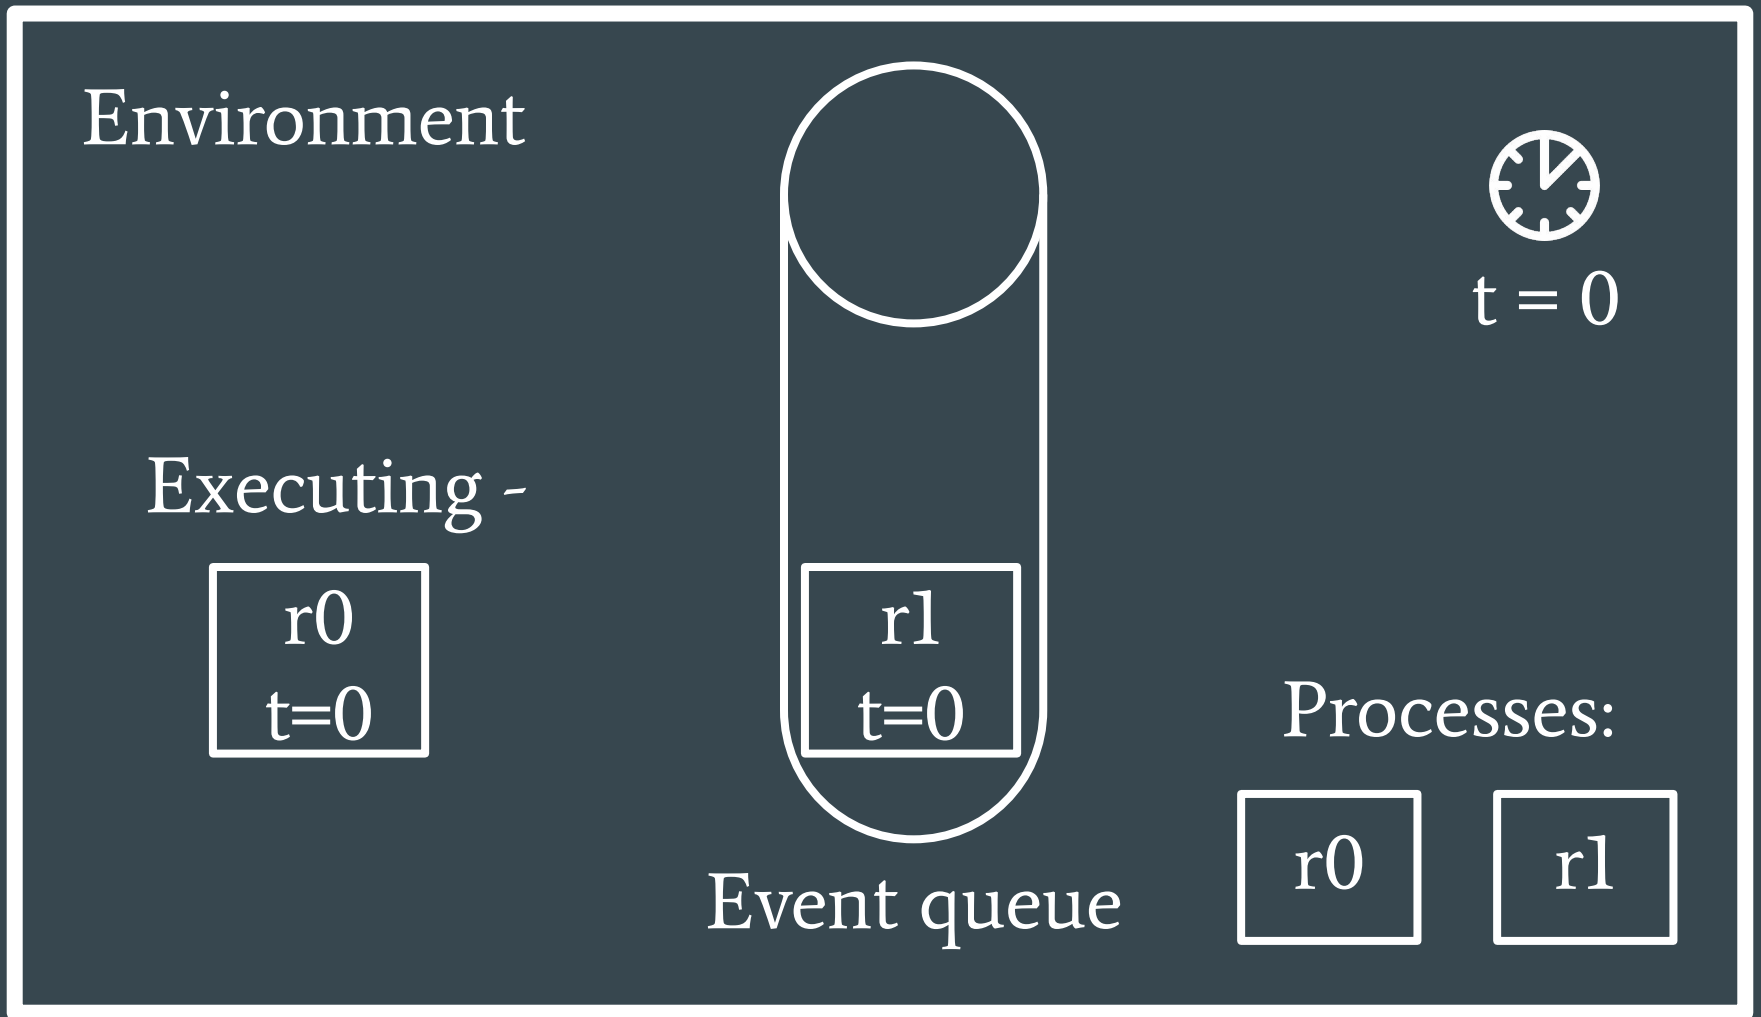 Environment
t = 0
Executing -
r0
t=0
r1
t=0
Event queue
Processes:
r0
r1